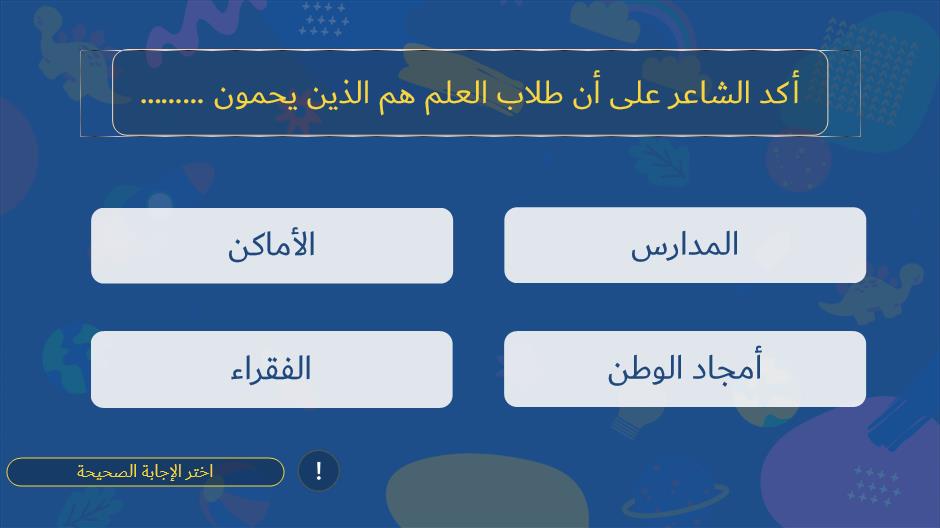 أكد الشاعر على أن طلاب العلم هم الذين يحمون .........
المدارس
الأماكن
أمجاد الوطن
الفقراء
!
اختر الإجابة الصحيحة